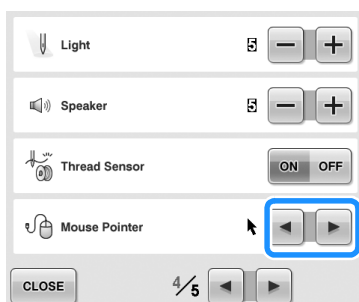 Light 5 − +
Speaker 5 − +
Thread Sensor ON OFF
Mouse Pointer
CLOSE 4/5